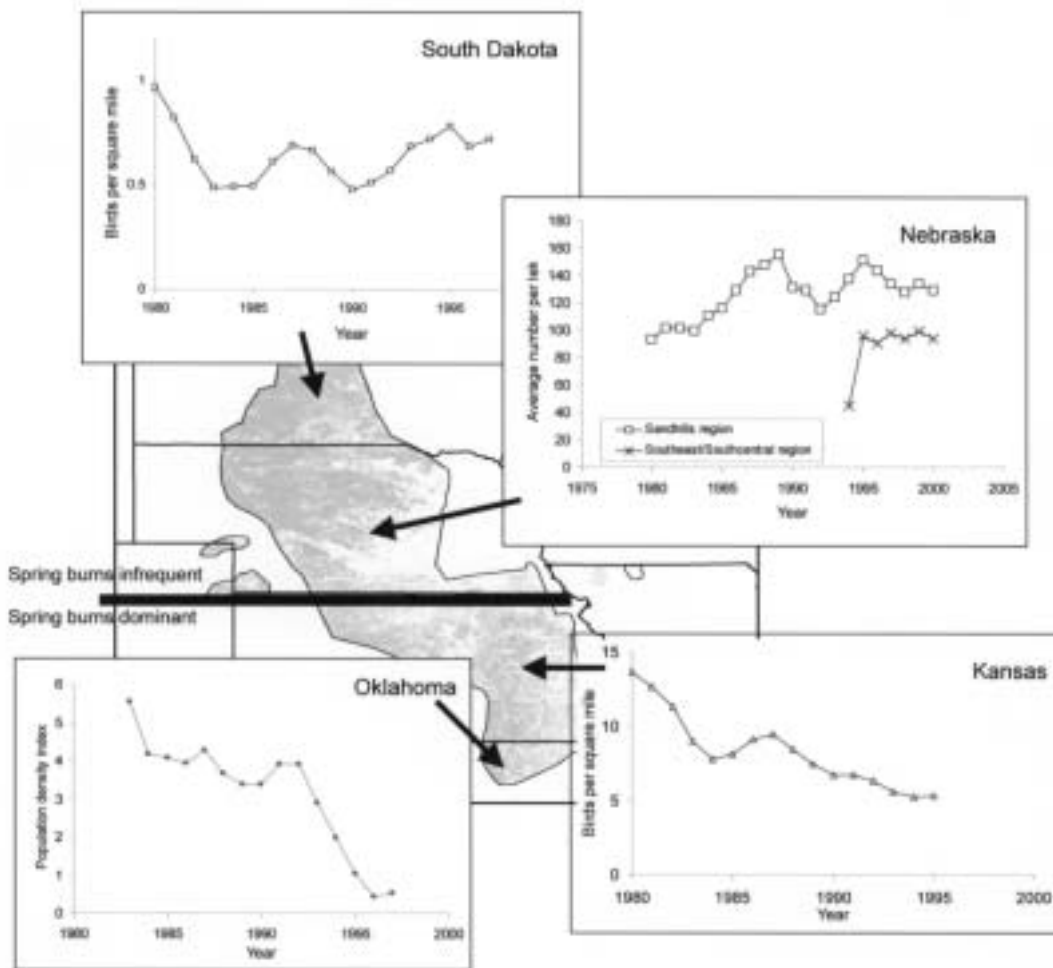 South Dakota
Birds per square mile
1
0.5
0
1980 1985 1990 1995
Year
Nebraska
Average number per lek
180
160
140
120
100
80
60
40
20
0
Sandhills region
Southeast/Southcentral region
1975 1980 1985 1990 1995 2000 2005
Year
Spring burns infrequent
Spring burns dominant
Oklahoma
Population density index
6
5
4
3
2
1
0
1980 1985 1990 1995 2000
Year
Kansas
Birds per square mile
15
10
5
0
1980 1985 1990 1995 2000
Year